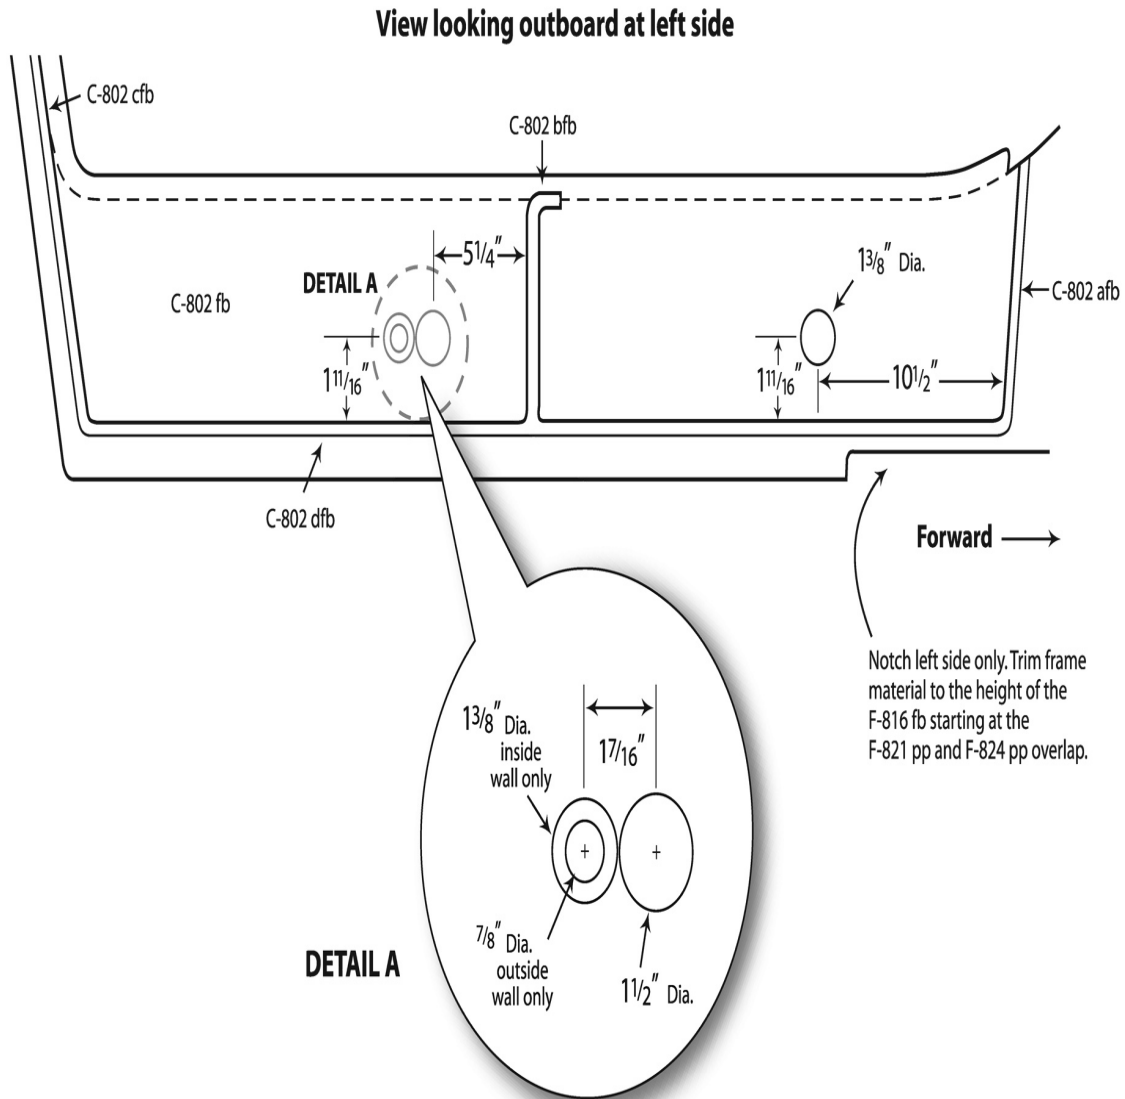 View looking outboard at left side
C-802 cfb
C-802 bfb
5 1/4"
1 3/8" Dia.
DETAIL A
C-802 fb
C-802 afb
1 11/16"
1 11/16"
10 1/2"
C-802 dfb
Forward
Notch left side only. Trim frame
material to the height of the
F-816 fb starting at the
F-821 pp and F-824 pp overlap.
1 3/8" Dia.
inside
wall only
1 7/16"
7/8" Dia.
outside
wall only
1 1/2" Dia.
DETAIL A